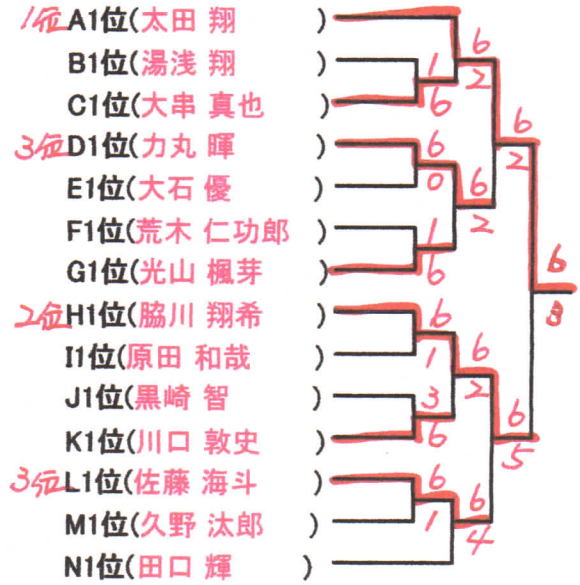 1位 A1位(太田 翔)
6
B1位(湯浅 翔)
1 2
C1位(大串 真也)
6
6
3位 D1位(力丸 暉)
6 2
E1位(大石 優)
0 6
F1位(荒木 仁功郎)
1 2
G1位(光山 楓芽)
6
6
3
2位 H1位(脇川 翔希)
6
I1位(原田 和哉)
1 6
J1位(黒崎 智)
3 2
K1位(川口 敦史)
6 6
5
3位 L1位(佐藤 海斗)
6 6
M1位(久野 汰郎)
1 4
N1位(田口 輝)